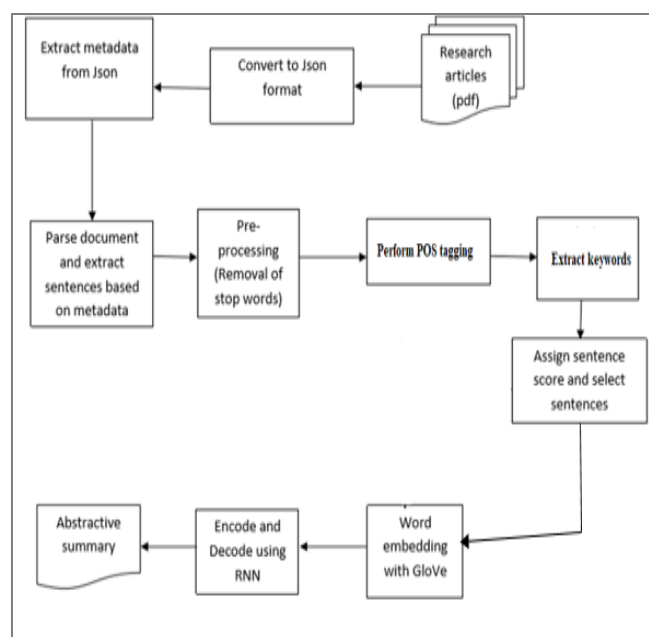 Extract metadata
from Json
Convert to Json
format
Research
articles
(pdf)
Parse document
and extract
sentences based
on metadata
Pre-
processing
(Removal of
stop words)
Perform POS tagging
Extract keywords
Assign sentence
score and select
sentences
Word
embedding
with GloVe
Encode and
Decode using
RNN
Abstractive
summary